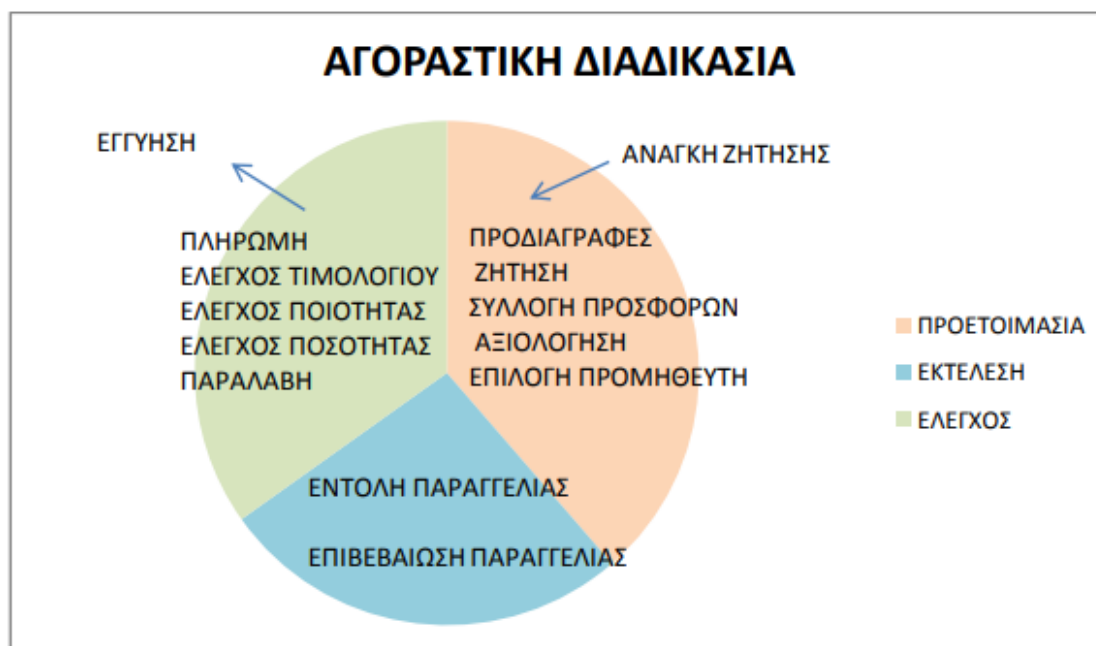 ΑΓΟΡΑΣΤΙΚΗ ΔΙΑΔΙΚΑΣΙΑ
ΕΓΓΥΗΣΗ
ΑΝΑΓΚΗ ΖΗΤΗΣΗΣ
ΠΛΗΡΩΜΗ
ΕΛΕΓΧΟΣ ΤΙΜΟΛΟΓΙΟΥ
ΕΛΕΓΧΟΣ ΠΟΙΟΤΗΤΑΣ
ΕΛΕΓΧΟΣ ΠΟΣΟΤΗΤΑΣ
ΠΑΡΑΛΑΒΗ
ΠΡΟΔΙΑΓΡΑΦΕΣ
ΖΗΤΗΣΗ
ΣΥΛΛΟΓΗ ΠΡΟΣΦΟΡΩΝ
ΑΞΙΟΛΟΓΗΣΗ
ΕΠΙΛΟΓΗ ΠΡΟΜΗΘΕΥΤΗ
ΕΝΤΟΛΗ ΠΑΡΑΓΓΕΛΙΑΣ
ΕΠΙΒΕΒΑΙΩΣΗ ΠΑΡΑΓΓΕΛΙΑΣ
ΠΡΟΕΤΟΙΜΑΣΙΑ
ΕΚΤΕΛΕΣΗ
ΕΛΕΓΧΟΣ